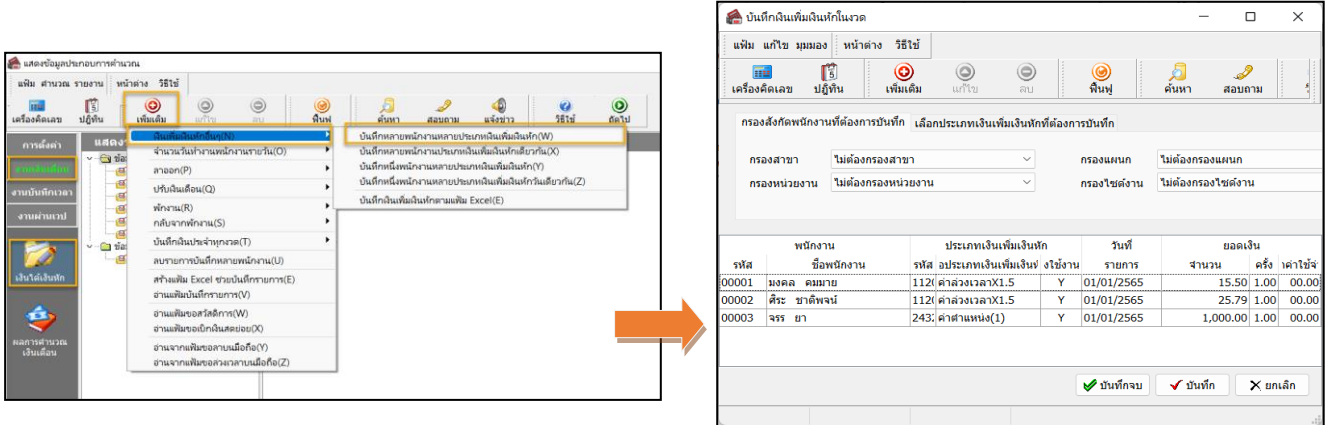 แสดงข้อมูลประกอบการคำนวณ
แฟ้ม คำนวณ รายงาน หน้าต่าง วิธีใช้
เครื่องคิดเลข ปฏิทิน เพิ่มเติม แก้ไข ลบ ฟื้นฟู ค้นหา สอบถาม แจ้งข่าว วิธีใช้ ถัดไป
การตั้งค่า
งานเงินเดือน
งานบันทึกเวลา
งานผ่านเวป
เงินได้เงินหัก
ผลการคำนวณ
เงินเดือน
เงินเพิ่มเงินหักอื่นๆ(N)
จำนวนวันทำงานพนักงานรายวัน(O)
ลาออก(P)
ปรับเงินเดือน(Q)
พักงาน(R)
กลับจากพักงาน(S)
บันทึกเงินประจำทุกงวด(T)
ลบรายการบันทึกหลายพนักงาน(U)
สร้างแฟ้ม Excel ช่วยบันทึกรายการ(E)
อ่านแฟ้มบันทึกรายการ(V)
อ่านแฟ้มขอสวัสดิการ(W)
อ่านแฟ้มขอเบิกเงินสดย่อย(X)
อ่านจากแฟ้มขอลาบนมือถือ(Y)
อ่านจากแฟ้มขอล่วงเวลาบนมือถือ(Z)
บันทึกหลายพนักงานหลายประเภทเงินเพิ่มเงินหัก(W)
บันทึกหลายพนักงานประเภทเงินเพิ่มเงินหักเดียวกัน(X)
บันทึกหนึ่งพนักงานหลายประเภทเงินเพิ่มเงินหัก(Y)
บันทึกหนึ่งพนักงานหลายประเภทเงินเพิ่มเงินหักวันเดียวกัน(Z)
บันทึกเงินเพิ่มเงินหักตามแฟ้ม Excel(E)
บันทึกเงินเพิ่มเงินหักในงวด
แฟ้ม แก้ไข มุมมอง หน้าต่าง วิธีใช้
เครื่องคิดเลข ปฏิทิน เพิ่มเติม แก้ไข ลบ ฟื้นฟู ค้นหา สอบถาม
กรองสังกัดพนักงานที่ต้องการบันทึก เลือกประเภทเงินเพิ่มเงินหักที่ต้องการบันทึก
กรองสาขา ไม่ต้องกรองสาขา กรองแผนก ไม่ต้องกรองแผนก
กรองหน่วยงาน ไม่ต้องกรองหน่วยงาน กรองไซด์งาน ไม่ต้องกรองไซด์งาน
พนักงาน ประเภทเงินเพิ่มเงินหัก วันที่ ยอดเงิน
รหัส ชื่อพนักงาน รหัส อประเภทเงินเพิ่มเงินห งใช้งาน รายการ จำนวน ครั้ง เค่าใช้จ่
00001 มงคล คมมาย 1120 ค่าล่วงเวลาX1.5 Y 01/01/2565 15.50 1.00 00.00
00002 ศีระ ชาติพจน์ 1120 ค่าล่วงเวลาX1.5 Y 01/01/2565 25.79 1.00 00.00
00003 จรร ยา 2432 ค่าตำแหน่ง(1) Y 01/01/2565 1,000.00 1.00 00.00
บันทึกจบ บันทึก ยกเลิก